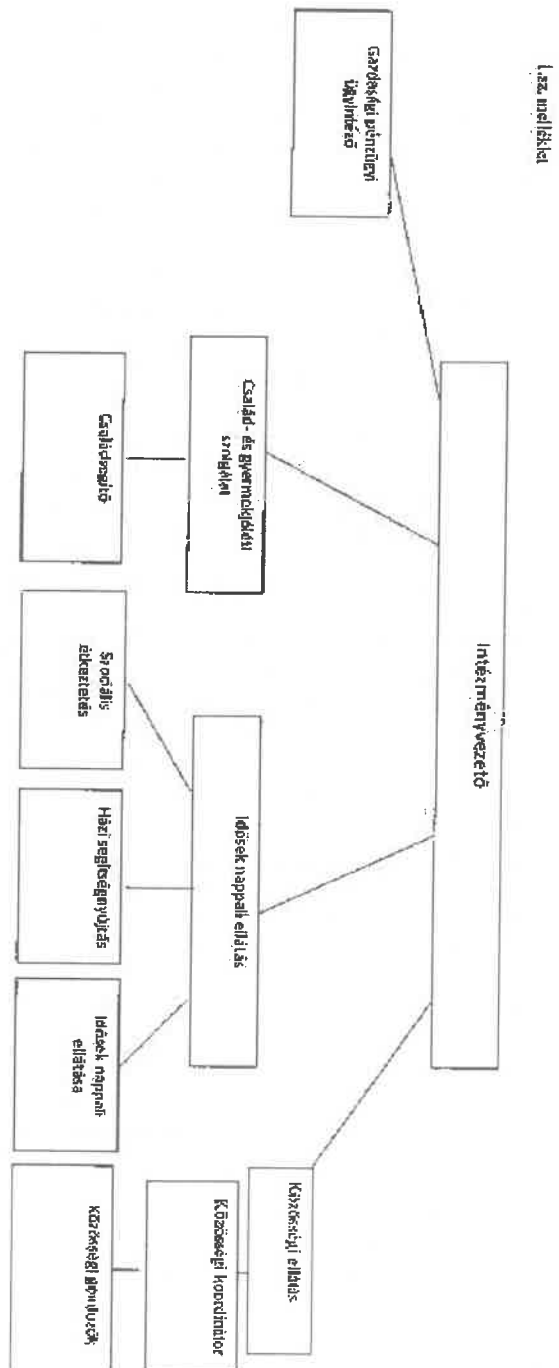 1.sz. melléklet
Intézményvezető
Gazdasági pénzügyi
ügyintéző
Család- és gyermekjóléti
szolgálat
Idősek nappali ellátás
Közösségi ellátás
Közösségi koordinátor
Családsegítő
Szociális
étkeztetés
Házi segítségnyújtás
Idősek nappali
ellátása
Közösségi gondozók